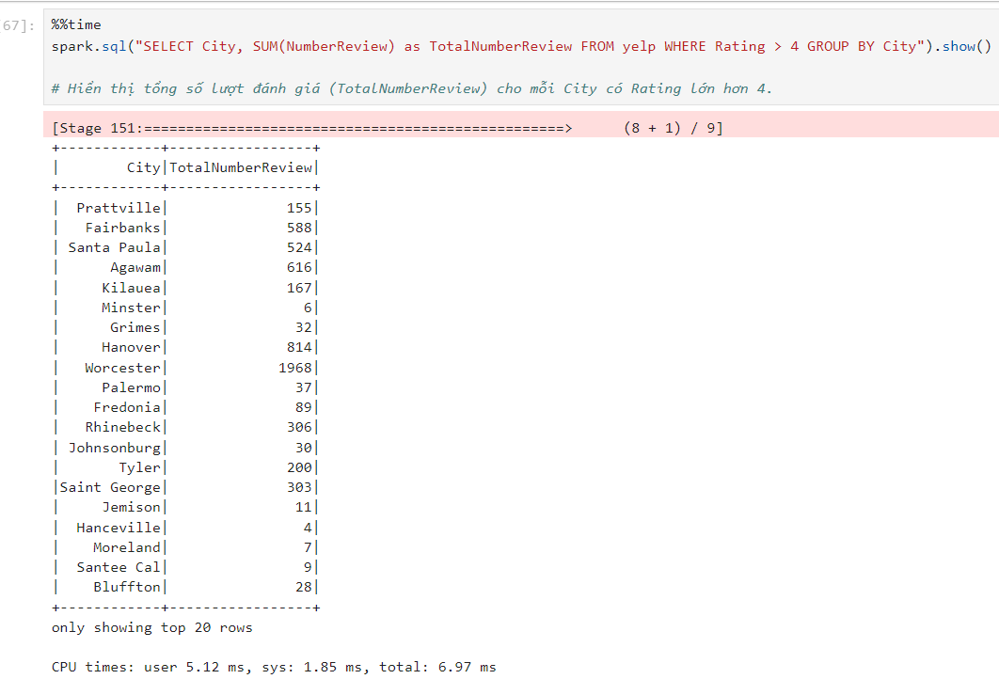 67]:
%%time
spark.sql("SELECT City, SUM(NumberReview) as TotalNumberReview FROM yelp WHERE Rating > 4 GROUP BY City").show()
# Hiển thị tổng số lượt đánh giá (TotalNumberReview) cho mỗi City có Rating lớn hơn 4.
[Stage 151:==================================================>      (8 + 1) / 9]
+------------+-----------------+
|        City|TotalNumberReview|
+------------+-----------------+
|  Prattville|              155|
|   Fairbanks|              588|
| Santa Paula|              524|
|      Agawam|              616|
|     Kilauea|              167|
|     Minster|                6|
|      Grimes|               32|
|     Hanover|              814|
|   Worcester|             1968|
|     Palermo|               37|
|    Fredonia|               89|
|   Rhinebeck|              306|
| Johnsonburg|               30|
|       Tyler|              200|
|Saint George|              303|
|     Jemison|               11|
|  Hanceville|                4|
|    Moreland|                7|
|  Santee Cal|                9|
|    Bluffton|               28|
+------------+-----------------+
only showing top 20 rows
CPU times: user 5.12 ms, sys: 1.85 ms, total: 6.97 ms